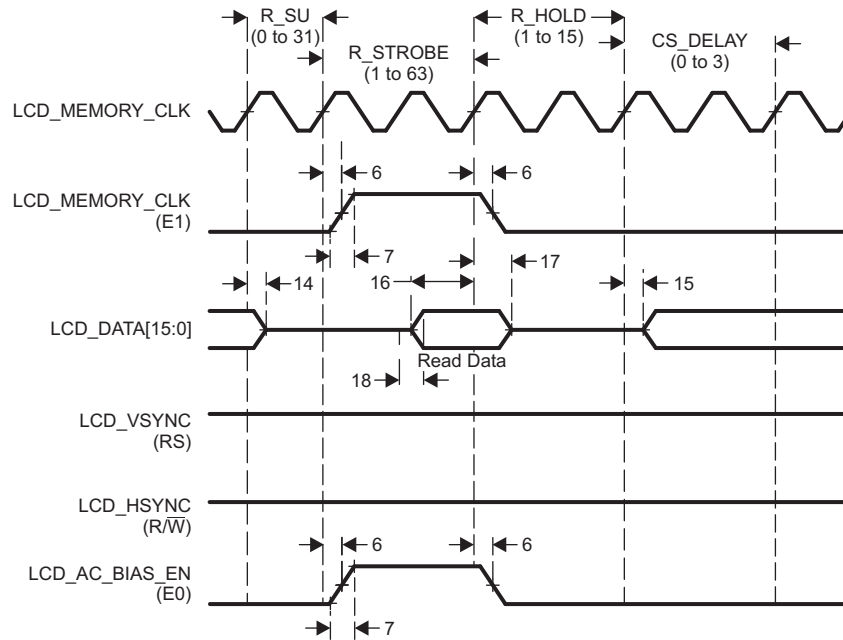 R_SU
(0 to 31)
R_STROBE
(1 to 63)
R_HOLD
(1 to 15)
CS_DELAY
(0 to 3)
LCD_MEMORY_CLK
LCD_MEMORY_CLK
(E1)
6
6
7
17
14
16
15
LCD_DATA[15:0]
Read Data
18
LCD_VSYNC
(RS)
LCD_HSYNC
(R/W̅)
6
6
LCD_AC_BIAS_EN
(E0)
7